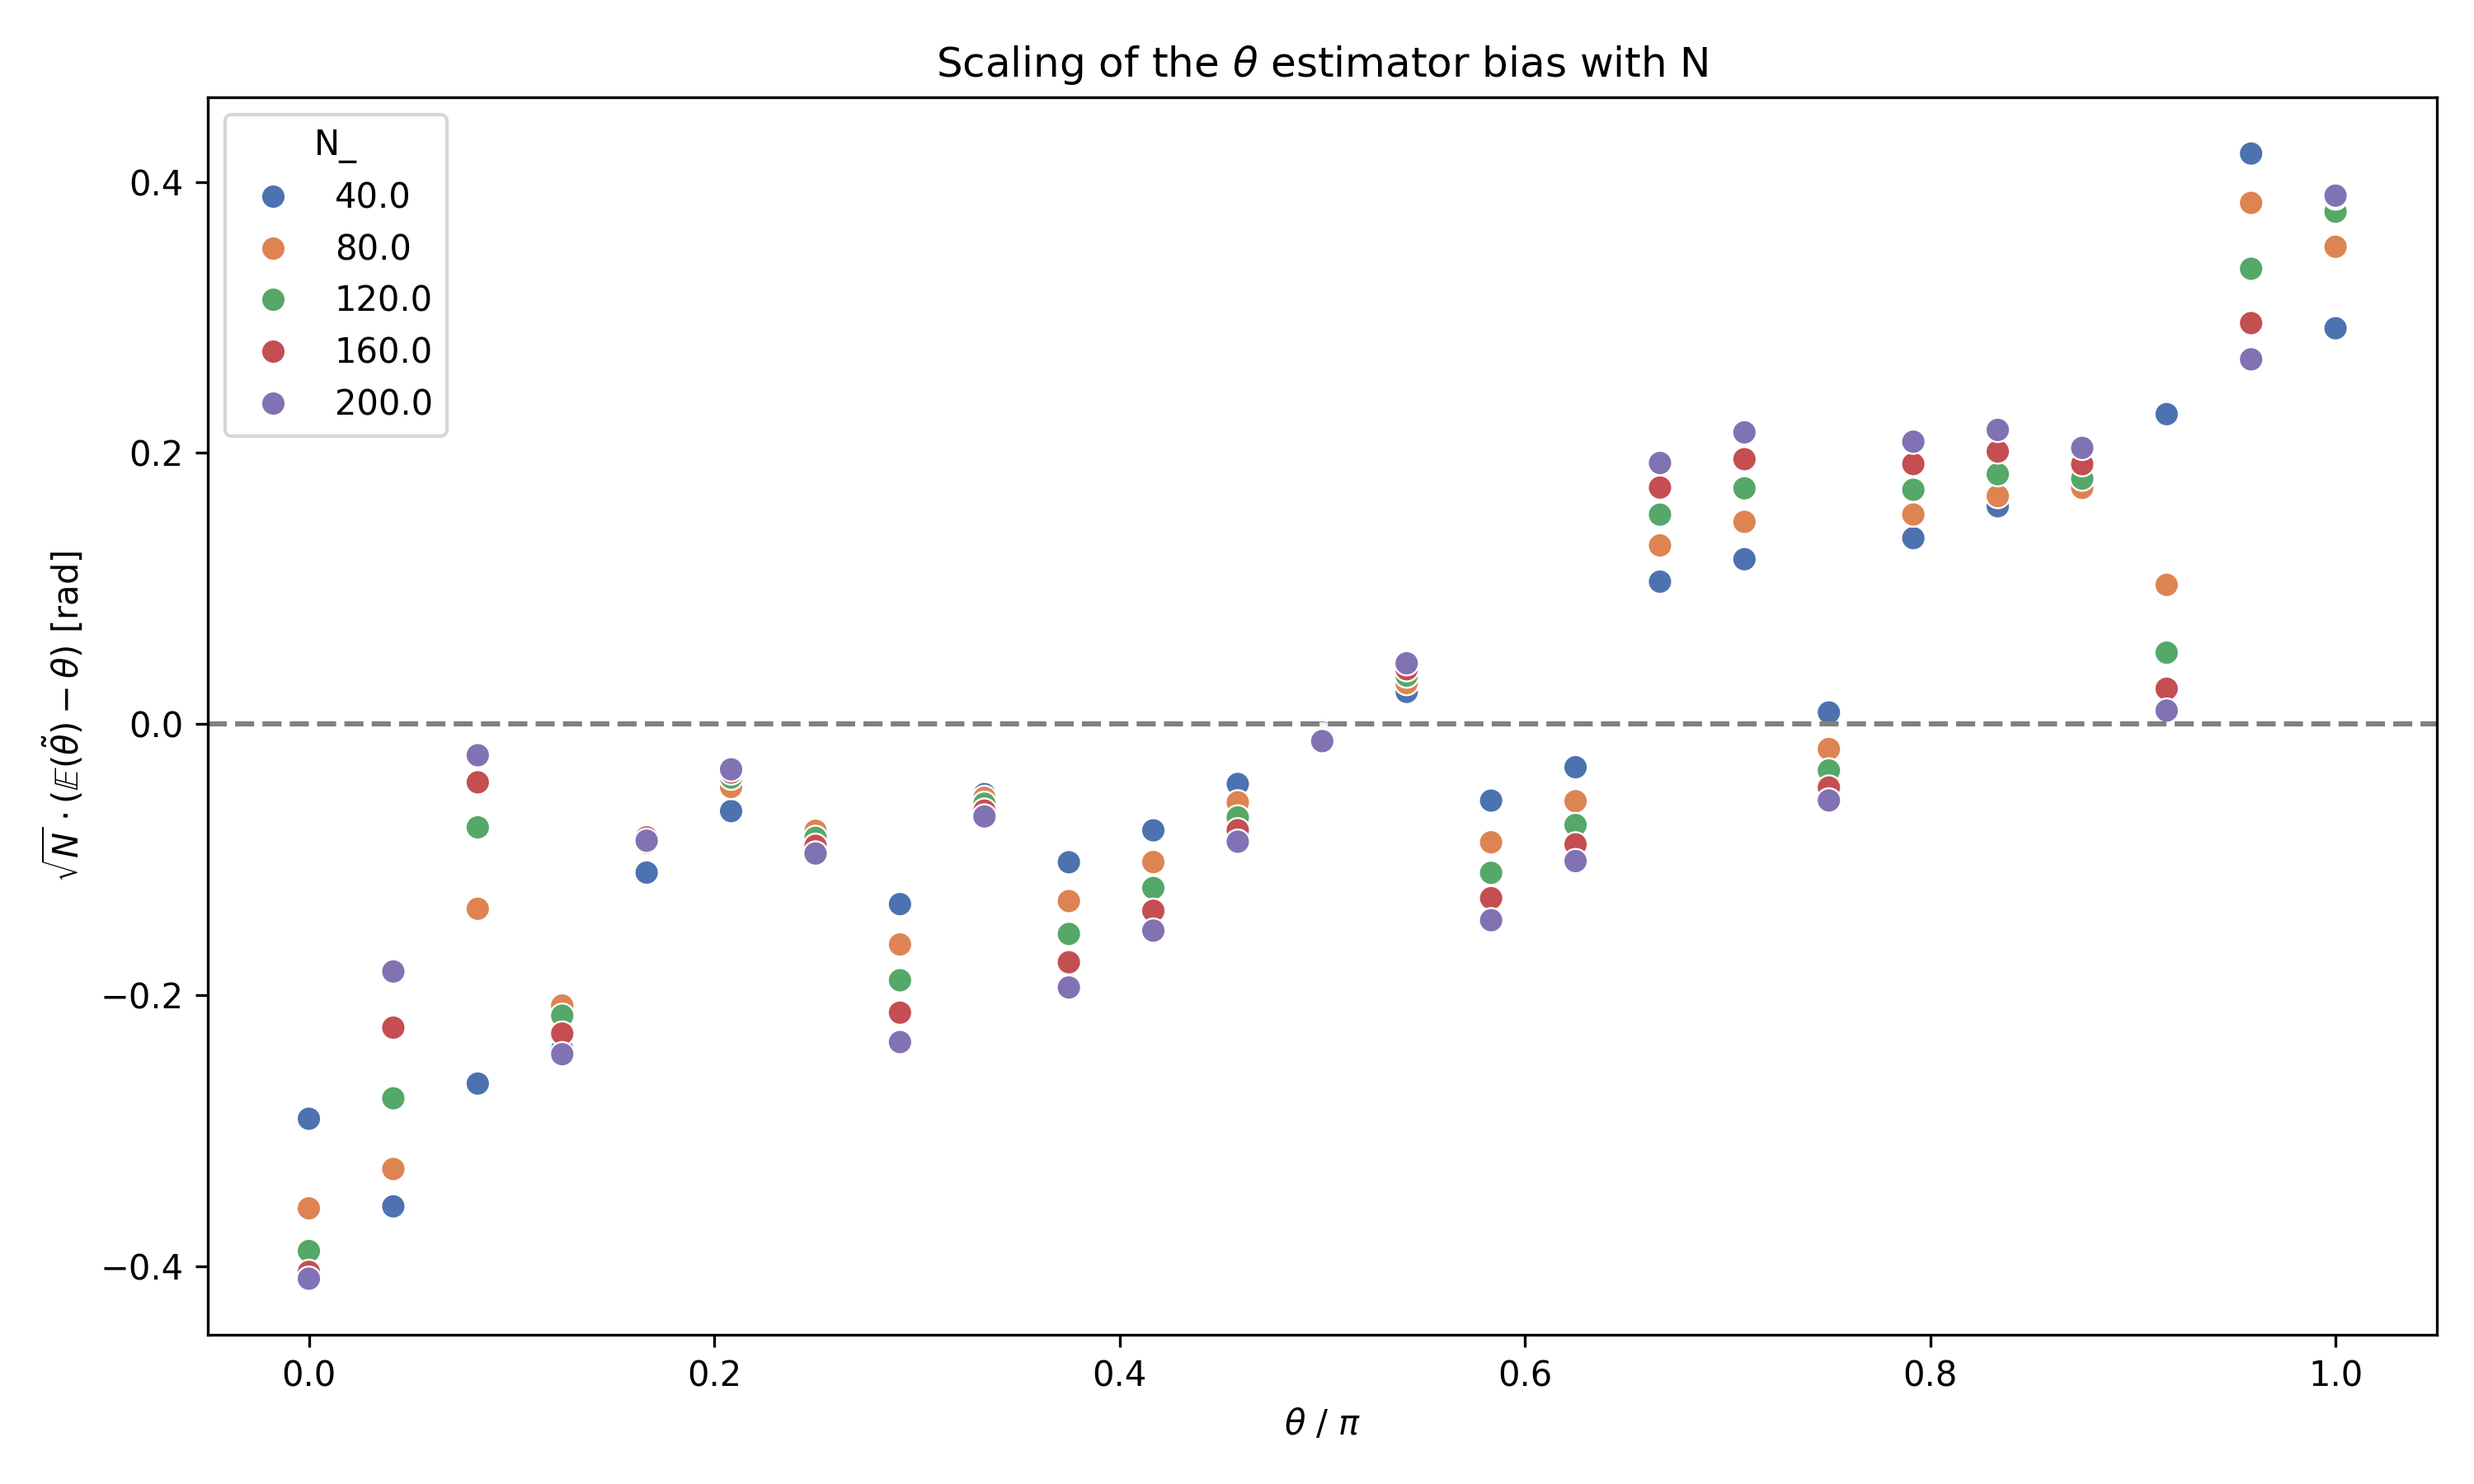 Scaling of the θ estimator bias with N
N_
40.0
80.0
120.0
160.0
200.0
√N · (𝔼(θ̃) − θ) [rad]
0.4
0.2
0.0
−0.2
−0.4
0.0 0.2 0.4 0.6 0.8 1.0
θ / π